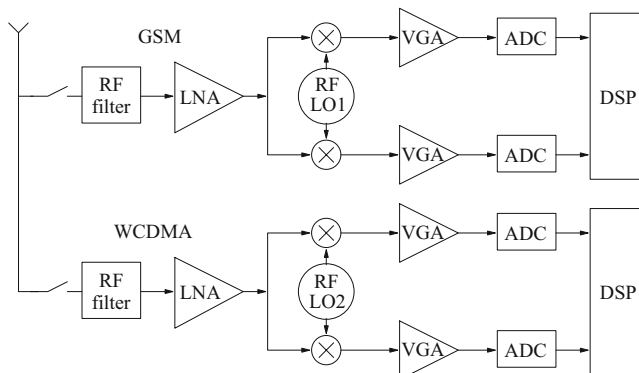 GSM
RF
filter
LNA
RF
LO1
VGA
ADC
VGA
ADC
DSP
WCDMA
RF
filter
LNA
RF
LO2
VGA
ADC
VGA
ADC
DSP